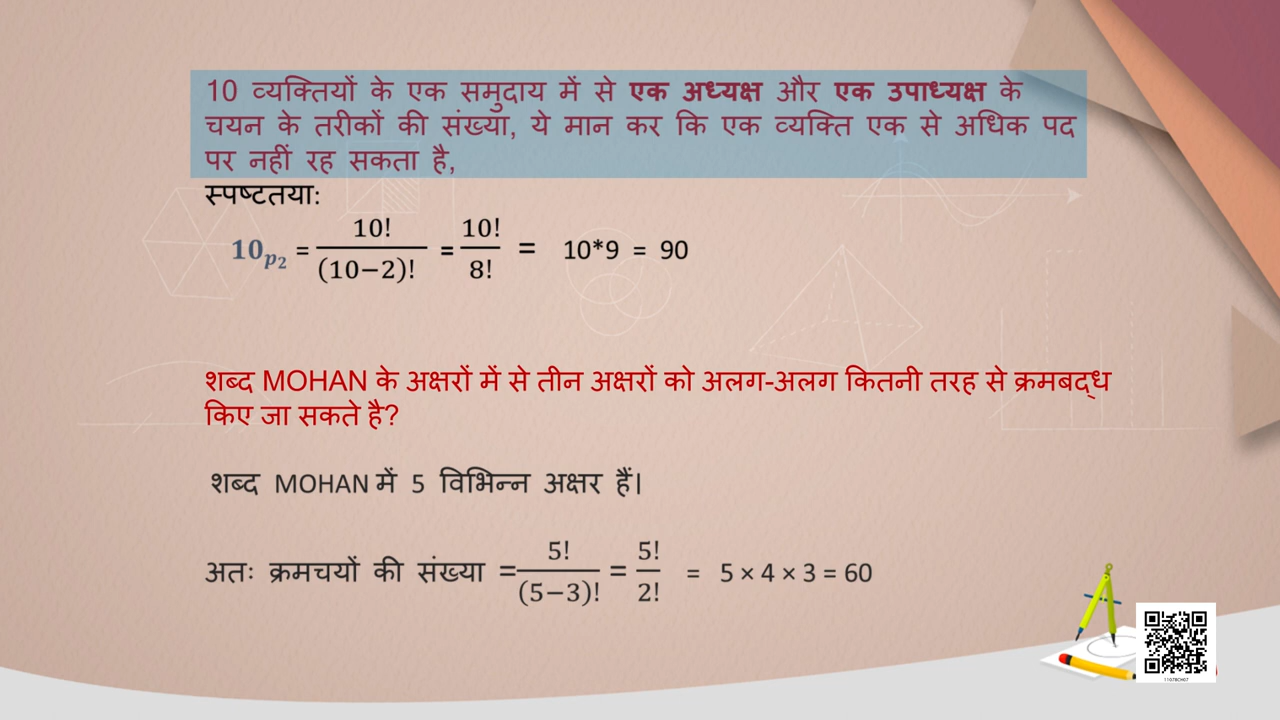 10 व्यक्तियों के एक समुदाय में से एक अध्यक्ष और एक उपाध्यक्ष के
चयन के तरीकों की संख्या, ये मान कर कि एक व्यक्ति एक से अधिक पद
पर नहीं रह सकता है,
स्पष्टतयाः
10p₂ = 10!/(10−2)! = 10!/8! = 10*9 = 90
शब्द MOHAN के अक्षरों में से तीन अक्षरों को अलग-अलग कितनी तरह से क्रमबद्ध
किए जा सकते है?
शब्द MOHAN में 5 विभिन्न अक्षर हैं।
अतः क्रमचयों की संख्या = 5!/(5−3)! = 5!/2! = 5 × 4 × 3 = 60